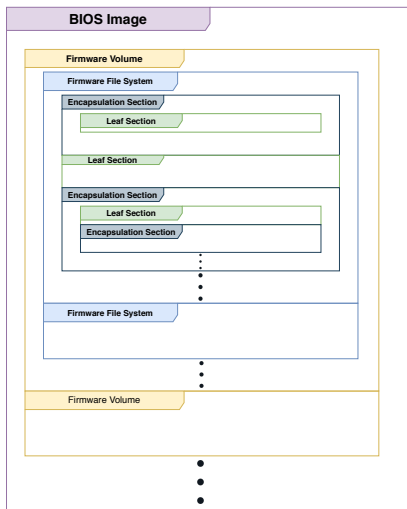 BIOS Image
Firmware Volume
Firmware File System
Encapsulation Section
Leaf Section
Leaf Section
Encapsulation Section
Leaf Section
Encapsulation Section
Firmware File System
Firmware Volume